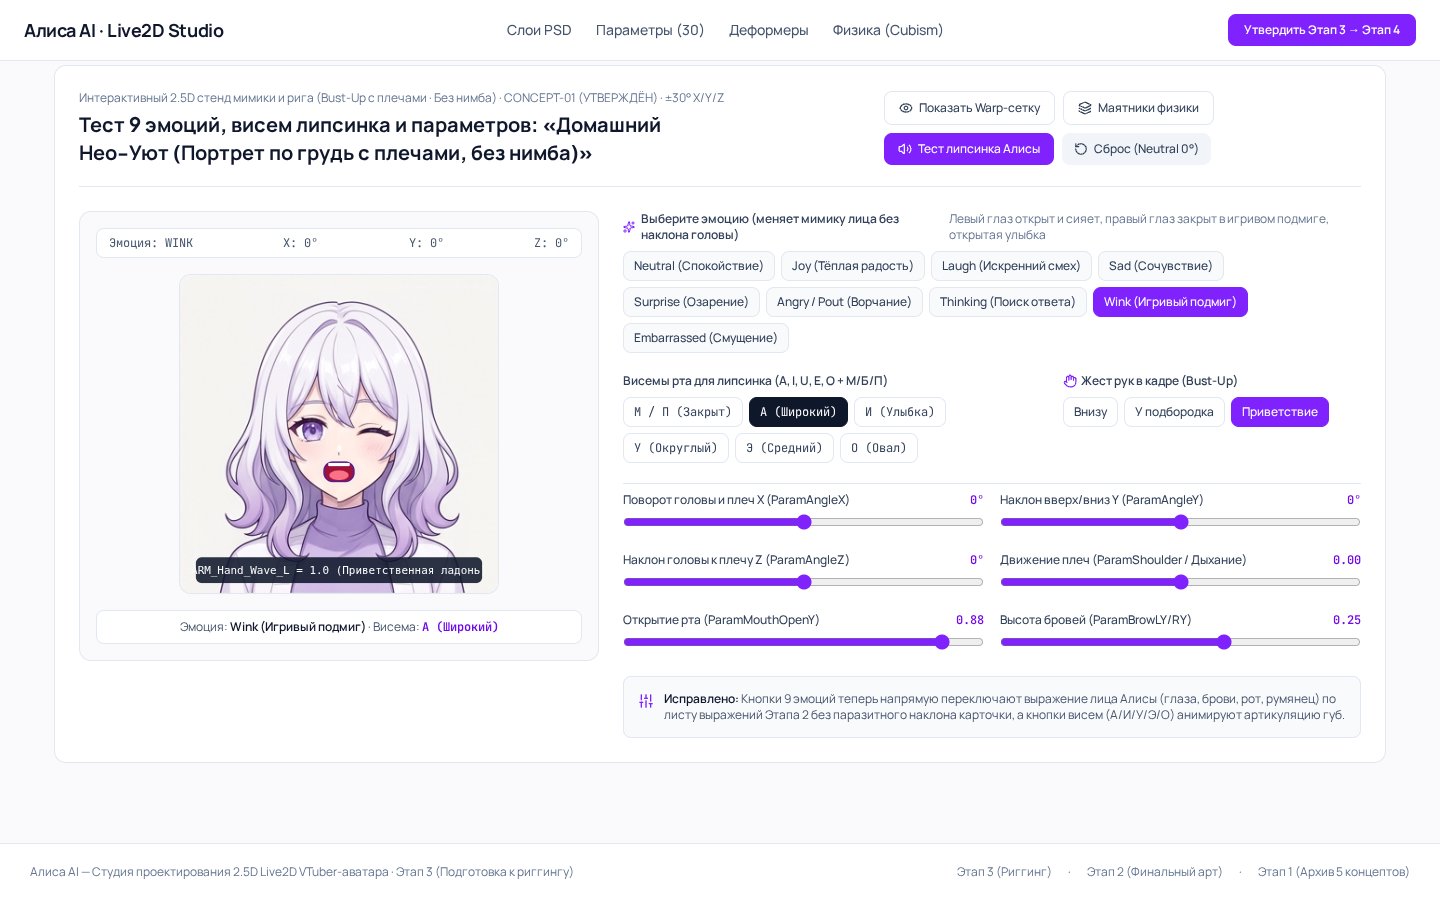 Алиса AI · Live2D Studio
Слои PSD
Параметры (30)
Деформеры
Физика (Cubism)
Утвердить Этап 3 → Этап 4
Интерактивный 2.5D стенд мимики и рига (Bust-Up с плечами · Без нимба) · CONCEPT-01 (УТВЕРЖДЁН) · ±30° X/Y/Z
Тест 9 эмоций, висем липсинка и параметров: «Домашний
Нео-Уют (Портрет по грудь с плечами, без нимба)»
Показать Warp-сетку
Маятники физики
Тест липсинка Алисы
Сброс (Neutral 0°)
Эмоция: WINK
X: 0°
Y: 0°
Z: 0°
ARM_Hand_Wave_L = 1.0 (Приветственная ладонь
Эмоция: Wink (Игривый подмиг) · Висема: А (Широкий)
Выберите эмоцию (меняет мимику лица без
наклона головы)
Левый глаз открыт и сияет, правый глаз закрыт в игривом подмиге,
открытая улыбка
Neutral (Спокойствие)
Joy (Тёплая радость)
Laugh (Искренний смех)
Sad (Сочувствие)
Surprise (Озарение)
Angry / Pout (Ворчание)
Thinking (Поиск ответа)
Wink (Игривый подмиг)
Embarrassed (Смущение)
Висемы рта для липсинка (A, I, U, E, O + М/Б/П)
М / П (Закрыт)
А (Широкий)
И (Улыбка)
У (Округлый)
Э (Средний)
О (Овал)
Жест рук в кадре (Bust-Up)
Внизу
У подбородка
Приветствие
Поворот головы и плеч X (ParamAngleX)
0°
Наклон вверх/вниз Y (ParamAngleY)
0°
Наклон головы к плечу Z (ParamAngleZ)
0°
Движение плеч (ParamShoulder / Дыхание)
0.00
Открытие рта (ParamMouthOpenY)
0.88
Высота бровей (ParamBrowLY/RY)
0.25
Исправлено: Кнопки 9 эмоций теперь напрямую переключают выражение лица Алисы (глаза, брови, рот, румянец) по
листу выражений Этапа 2 без паразитного наклона карточки, а кнопки висем (А/И/У/Э/О) анимируют артикуляцию губ.
Алиса AI — Студия проектирования 2.5D Live2D VTuber-аватара · Этап 3 (Подготовка к риггингу)
Этап 3 (Риггинг) · Этап 2 (Финальный арт) · Этап 1 (Архив 5 концептов)